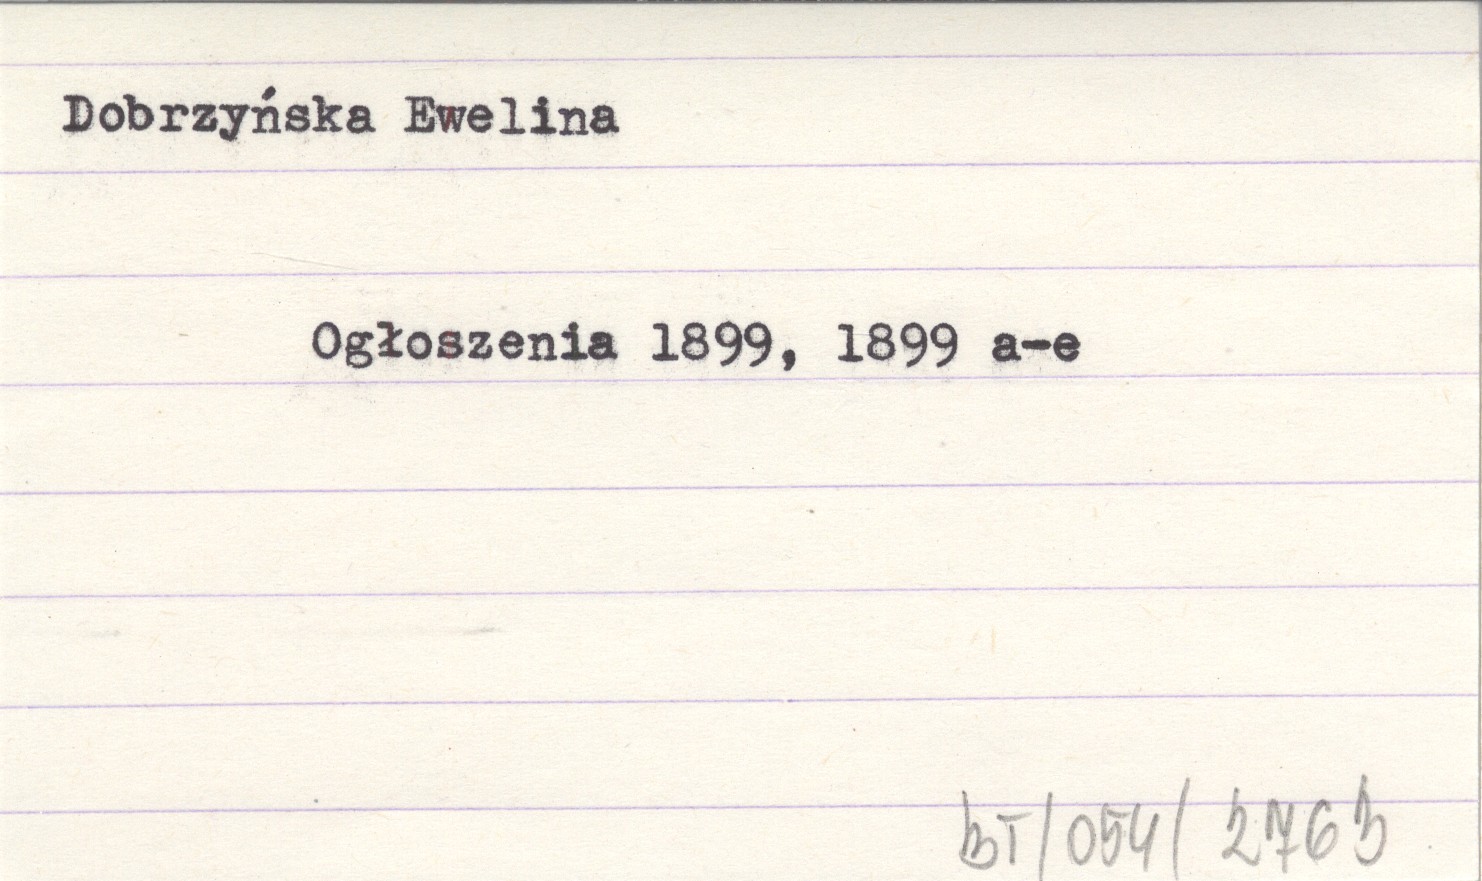 Dobrzyńska Ewelina
Ogłoszenia 1899, 1899 a-e
BT/054/2763